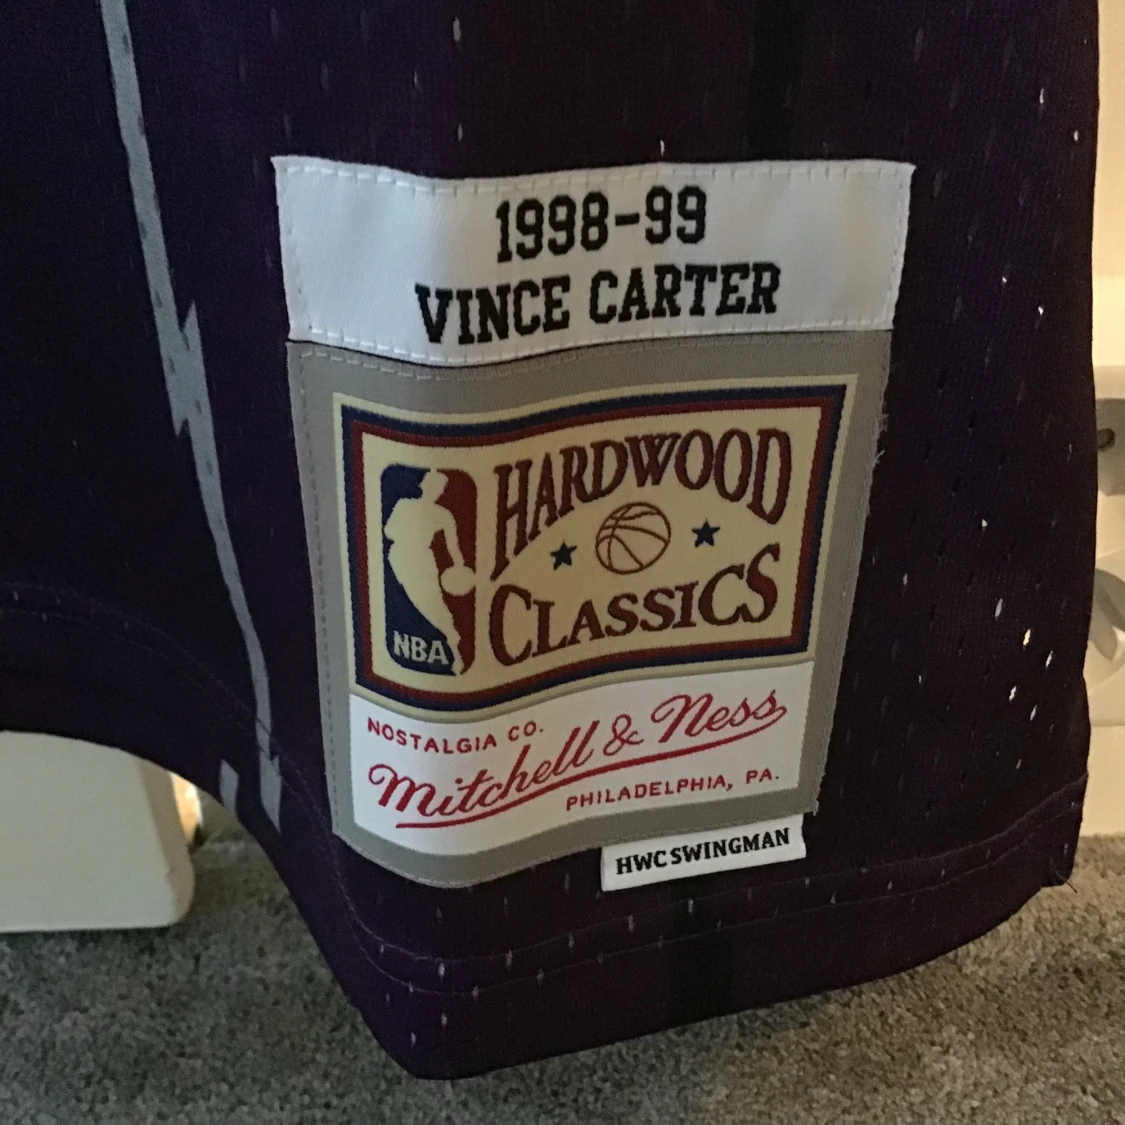 1998-99
VINCE CARTER
HARDWOOD
CLASSICS
NBA
NOSTALGIA CO.
Mitchell & Ness
PHILADELPHIA, PA.
HWC SWINGMAN